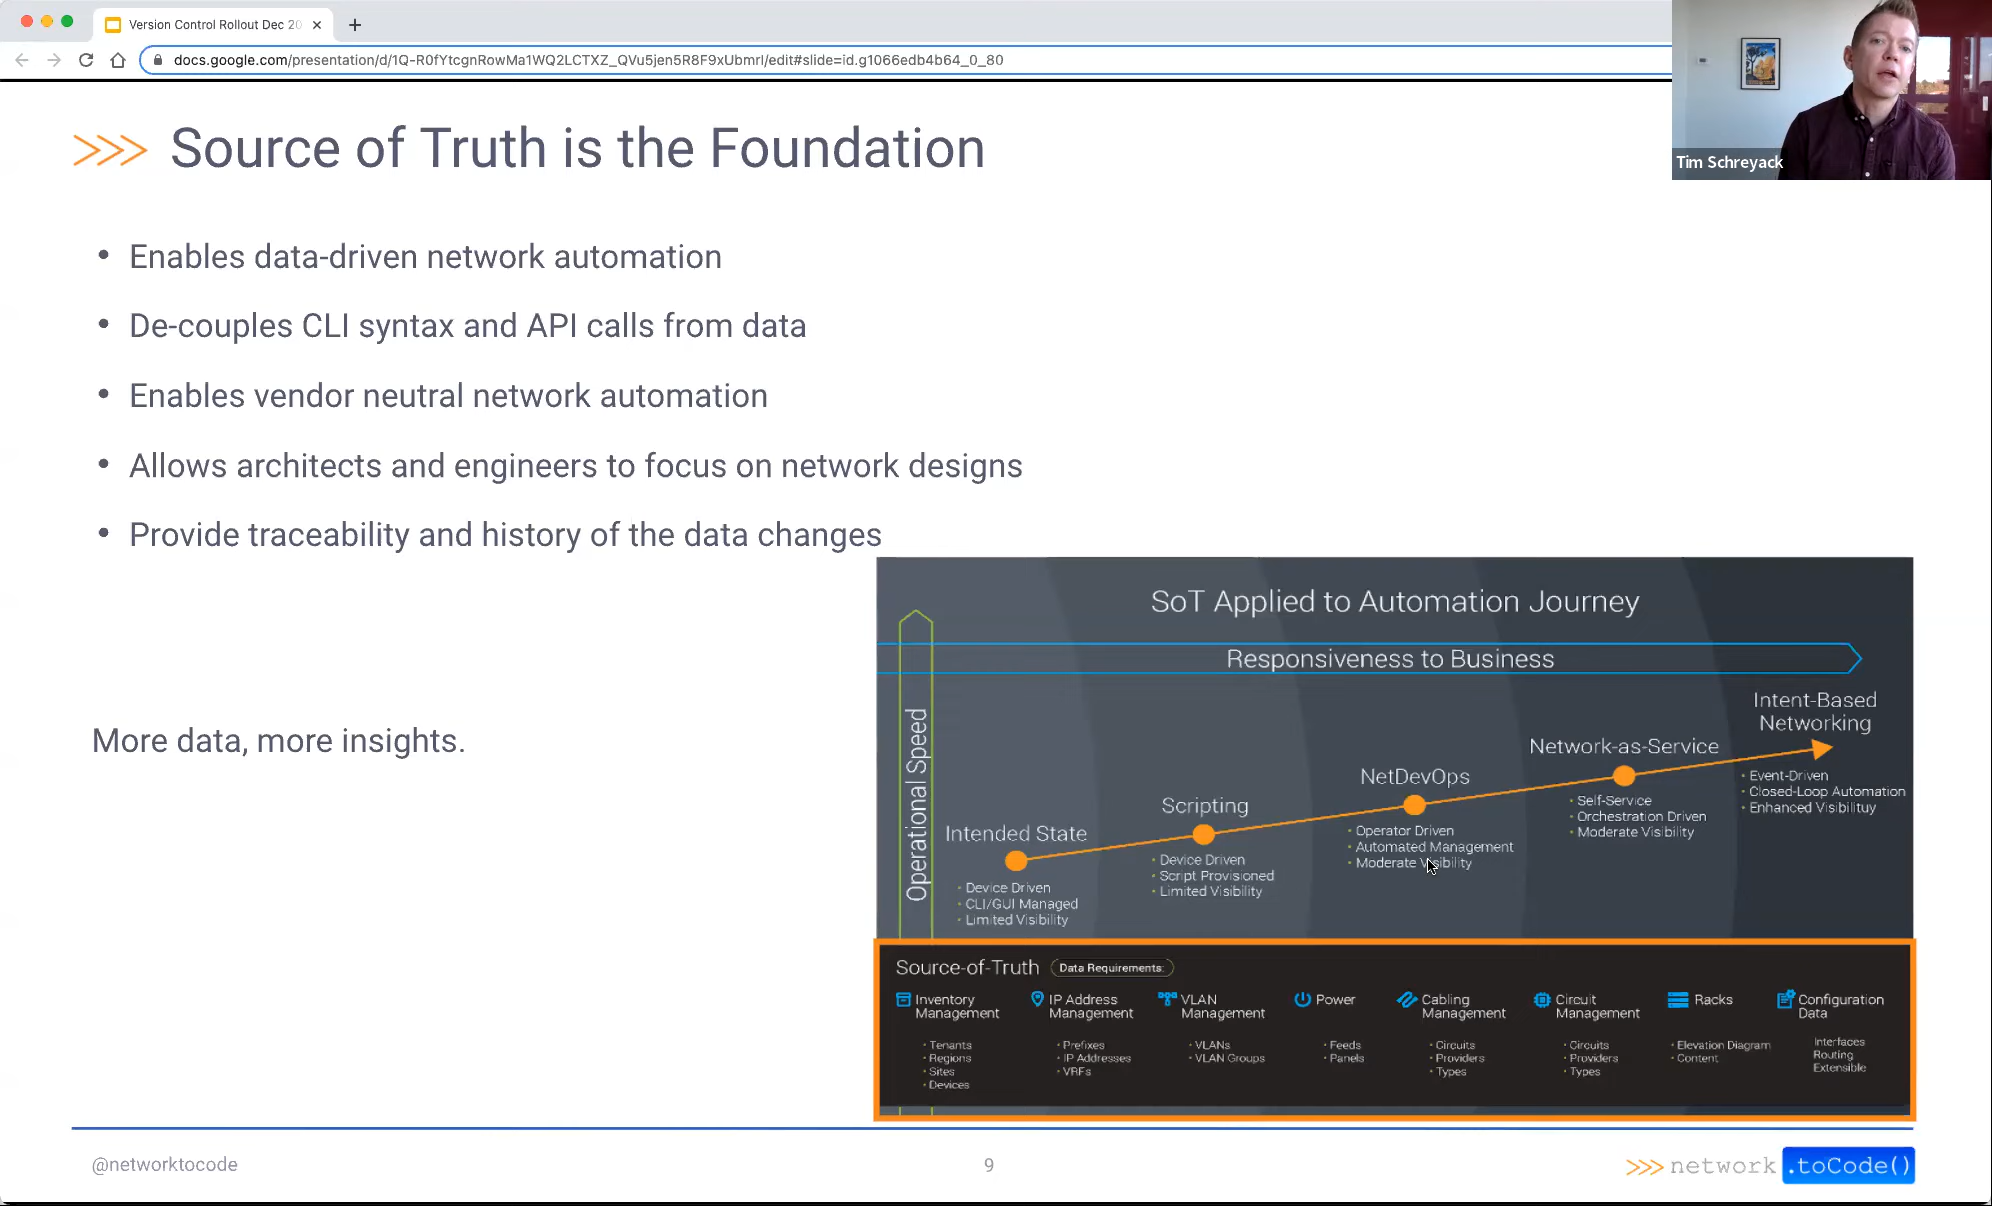 Version Control Rollout Dec 20
docs.google.com/presentation/d/1Q-R0fYtcgnRowMa1WQ2LCTXZ_QVu5jen5R8F9xUbmrI/edit#slide=id.g1066edb4b64_0_80
Tim Schreyack
Source of Truth is the Foundation
• Enables data-driven network automation
• De-couples CLI syntax and API calls from data
• Enables vendor neutral network automation
• Allows architects and engineers to focus on network designs
• Provide traceability and history of the data changes
More data, more insights.
SoT Applied to Automation Journey
Responsiveness to Business
Operational Speed
Intended State
• Device Driven
• CLI/GUI Managed
• Limited Visibility
Scripting
• Device Driven
• Script Provisioned
• Limited Visibility
NetDevOps
• Operator Driven
• Automated Management
• Moderate Visibility
Network-as-Service
• Self-Service
• Orchestration Driven
• Moderate Visibility
Intent-Based
Networking
• Event-Driven
• Closed-Loop Automation
• Enhanced Visibilituy
Source-of-Truth
Data Requirements:
Inventory
Management
• Tenants
• Regions
• Sites
• Devices
IP Address
Management
• Prefixes
• IP Addresses
• VRFs
VLAN
Management
• VLANs
• VLAN Groups
Power
• Feeds
• Panels
Cabling
Management
• Circuits
• Providers
• Types
Circuit
Management
• Circuits
• Providers
• Types
Racks
• Elevation Diagram
• Content
Configuration
Data
Interfaces
Routing
Extensible
@networktocode
9
>>> network .toCode()